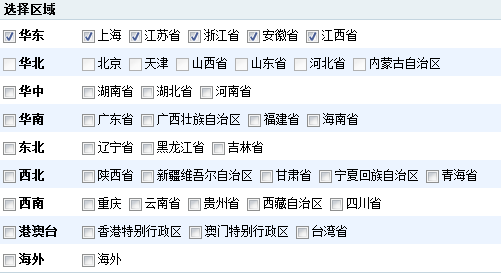 选择区域
华东 上海 江苏省 浙江省 安徽省 江西省
华北 北京 天津 山西省 山东省 河北省 内蒙古自治区
华中 湖南省 湖北省 河南省
华南 广东省 广西壮族自治区 福建省 海南省
东北 辽宁省 黑龙江省 吉林省
西北 陕西省 新疆维吾尔自治区 甘肃省 宁夏回族自治区 青海省
西南 重庆 云南省 贵州省 西藏自治区 四川省
港澳台 香港特别行政区 澳门特别行政区 台湾省
海外 海外